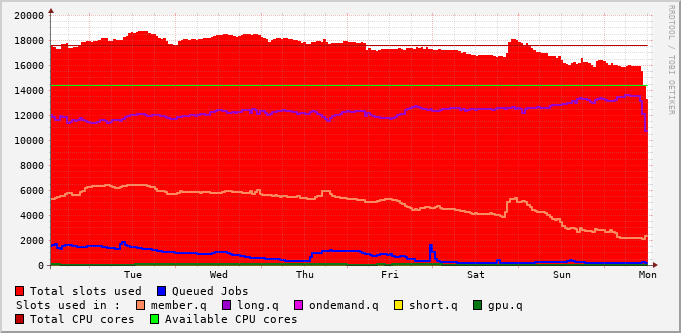 20000
18000
16000
14000
12000
10000
8000
6000
4000
2000
0
Tue Wed Thu Fri Sat Sun Mon
RRDTOOL / TOBI OETIKER
Total slots used Queued Jobs
Slots used in : member.q long.q ondemand.q short.q gpu.q
Total CPU cores Available CPU cores